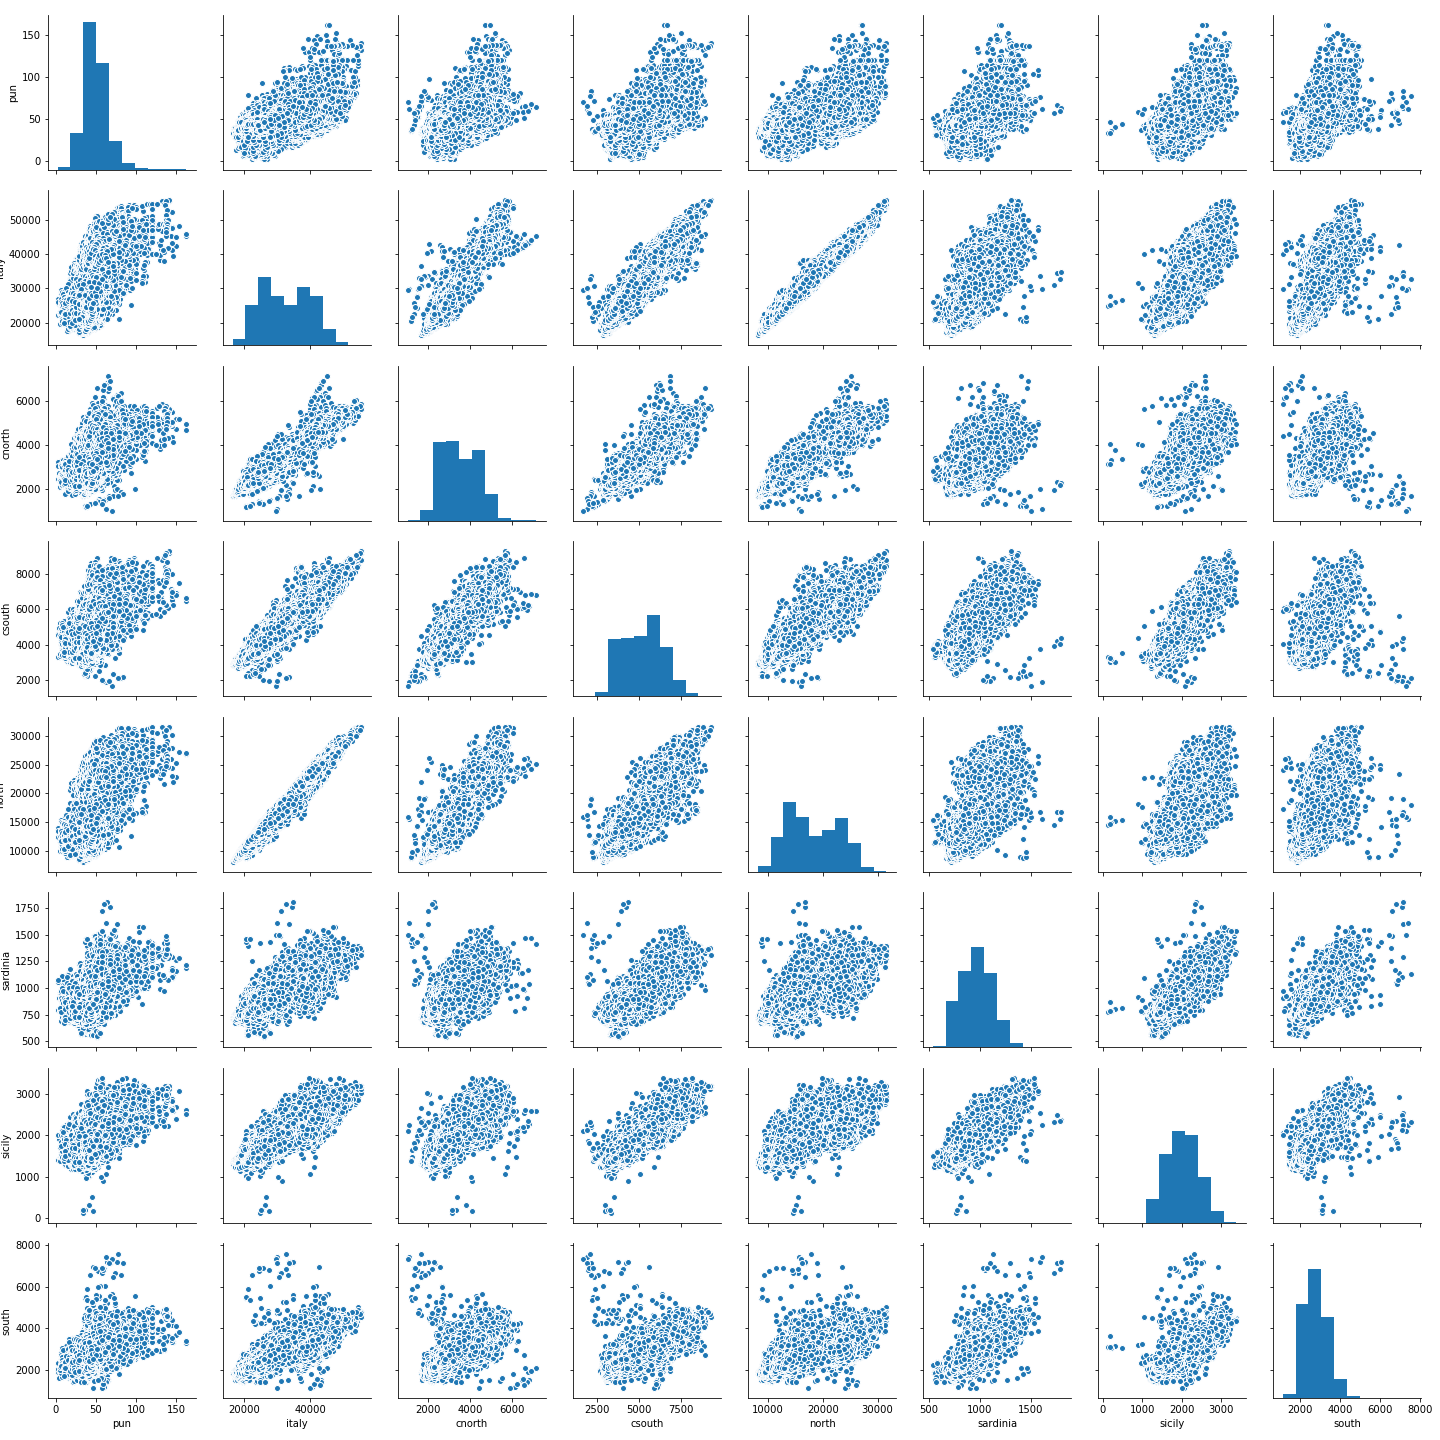 150
100
50
0
pun
50000
40000
30000
20000
italy
6000
4000
2000
cnorth
8000
6000
4000
2000
csouth
30000
25000
20000
15000
10000
north
1750
1500
1250
1000
750
500
sardinia
3000
2000
1000
0
sicily
8000
6000
4000
2000
south
0 50 100 150
pun
20000 40000
italy
2000 4000 6000
cnorth
2500 5000 7500
csouth
10000 20000 30000
north
500 1000 1500
sardinia
0 1000 2000 3000
sicily
2000 4000 6000 8000
south